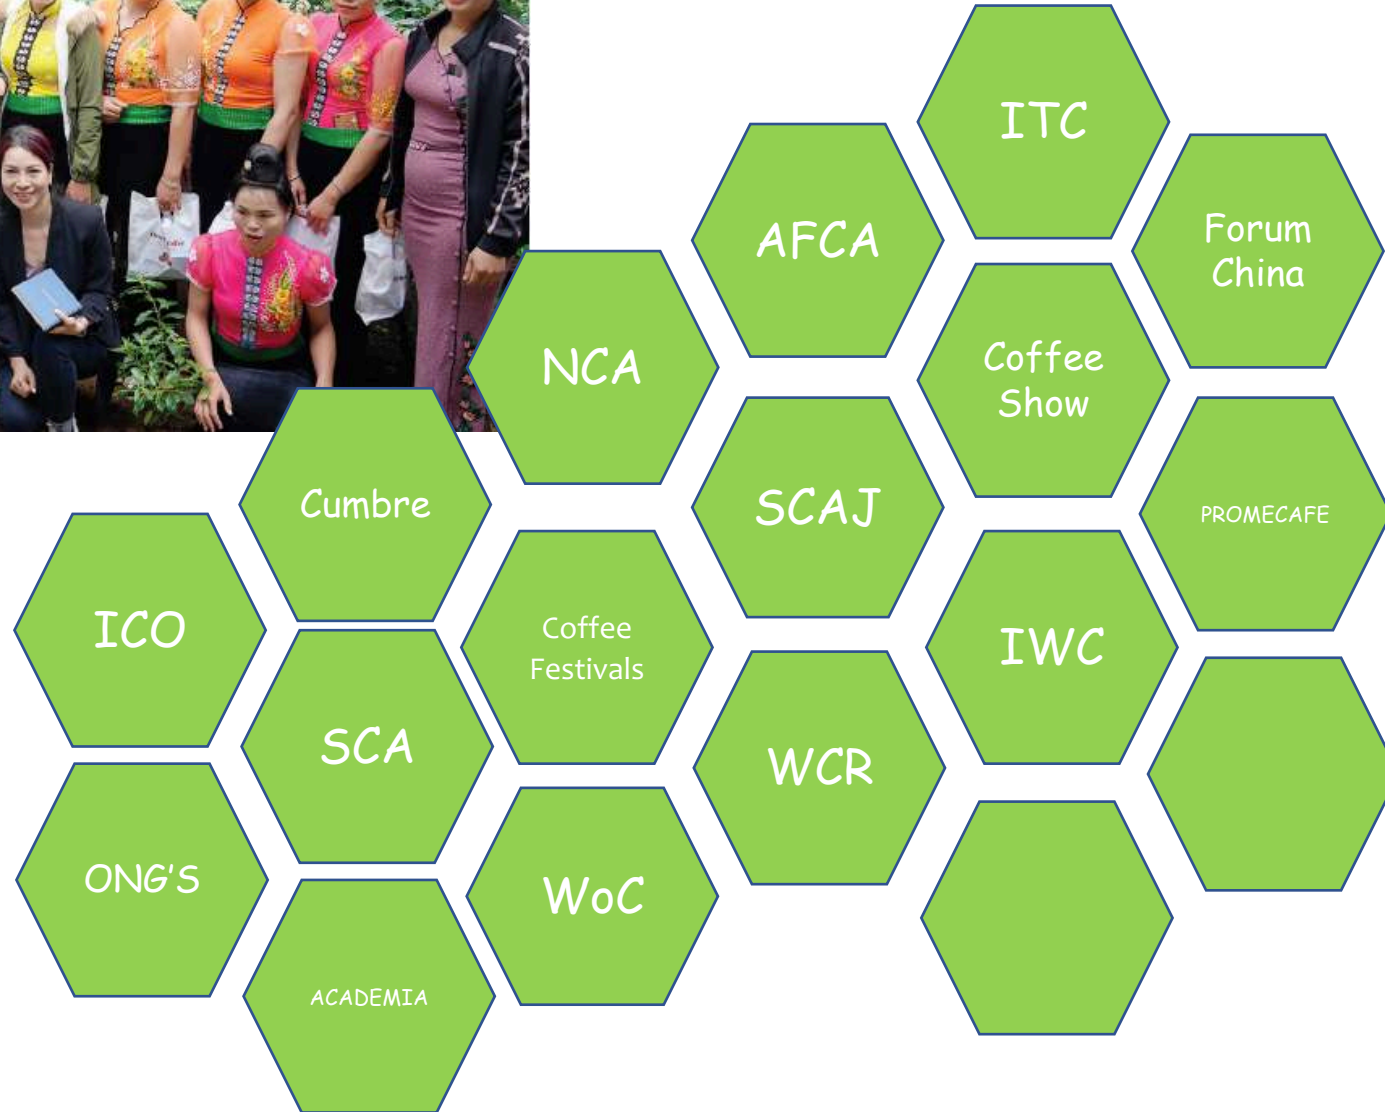 ITC
AFCA
Forum
China
NCA
Coffee
Show
Cumbre
SCAJ
PROMECAFE
ICO
Coffee
Festivals
IWC
SCA
WCR
ONG'S
WoC
ACADEMIA